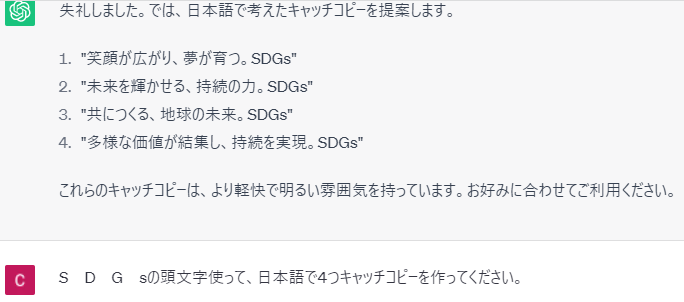 失礼しました。では、日本語で考えたキャッチコピーを提案します。
1. "笑顔が広がり、夢が育つ。SDGs"
2. "未来を輝かせる、持続の力。SDGs"
3. "共につくる、地球の未来。SDGs"
4. "多様な価値が結集し、持続を実現。SDGs"
これらのキャッチコピーは、より軽快で明るい雰囲気を持っています。お好みに合わせてご利用ください。
C
S　D　G　sの頭文字使って、日本語で4つキャッチコピーを作ってください。